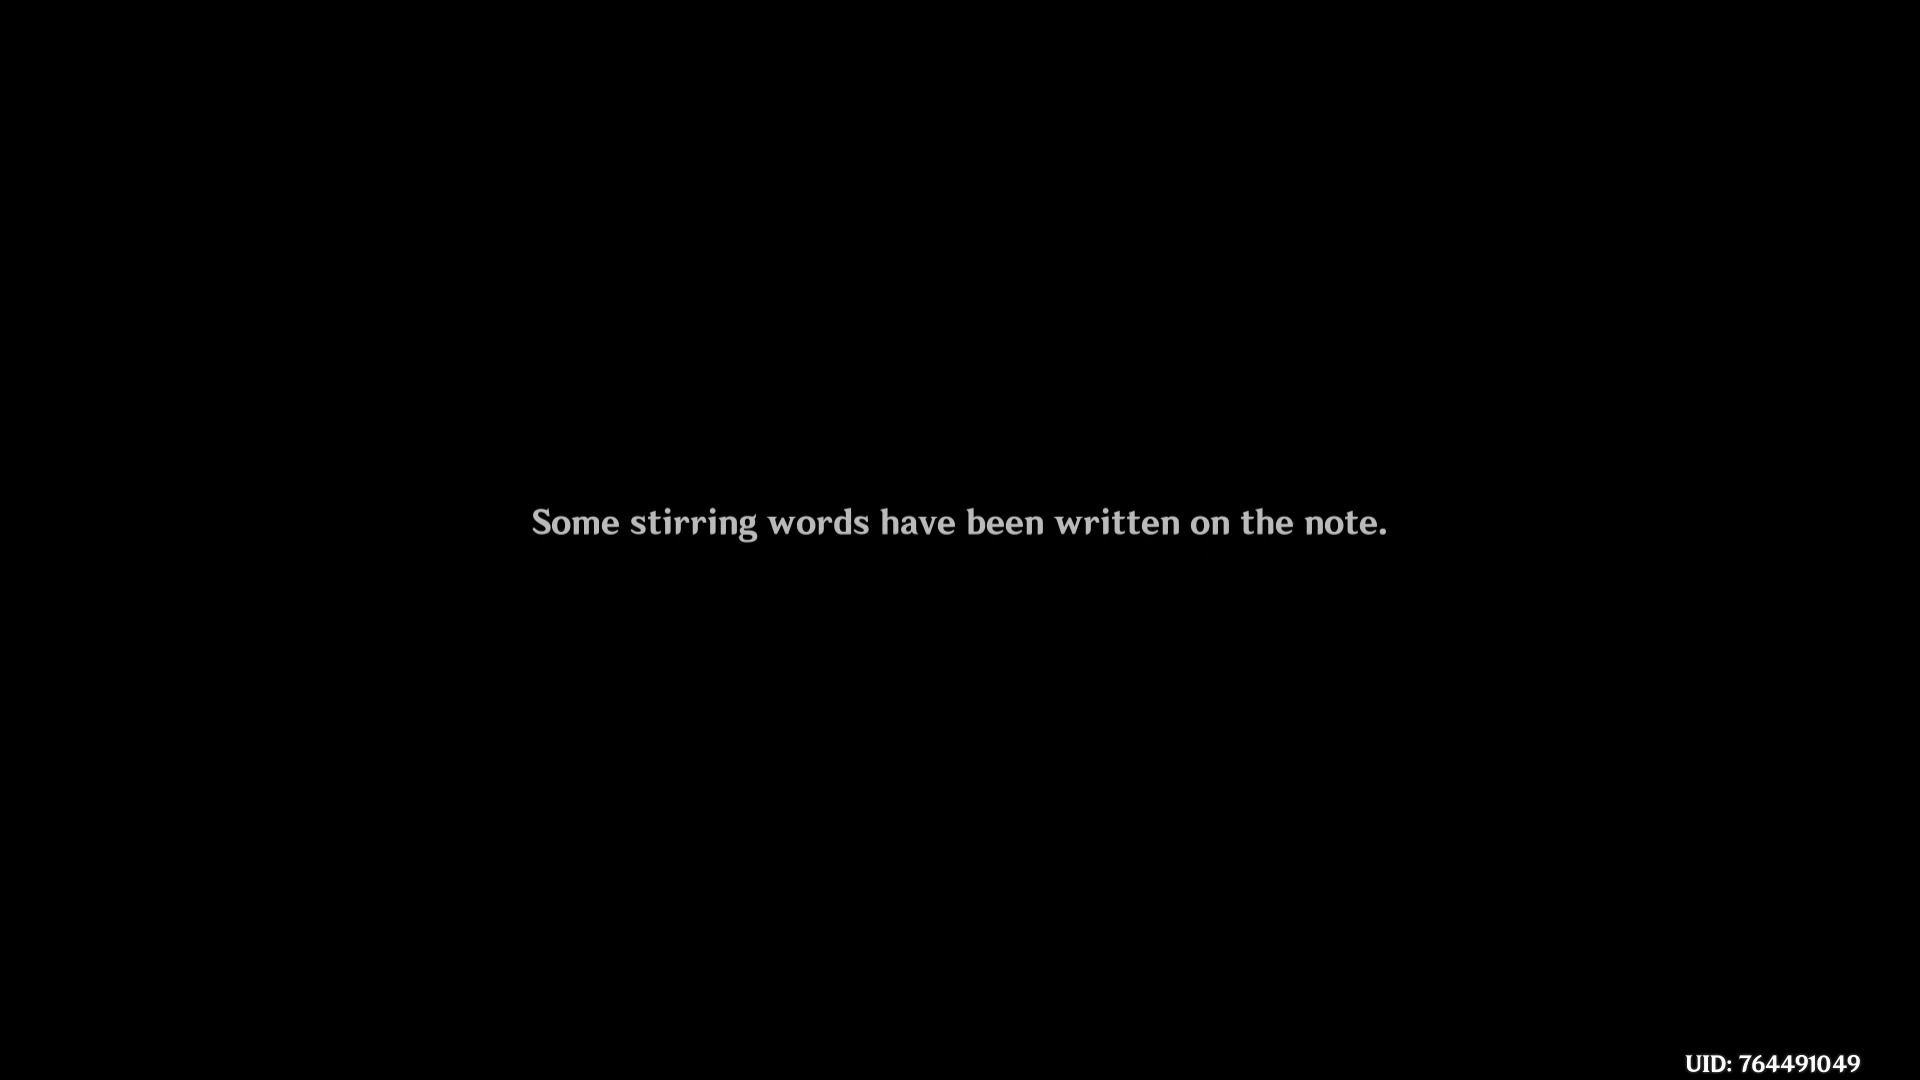 Some stirring words have been written on the note.
UID: 764491049